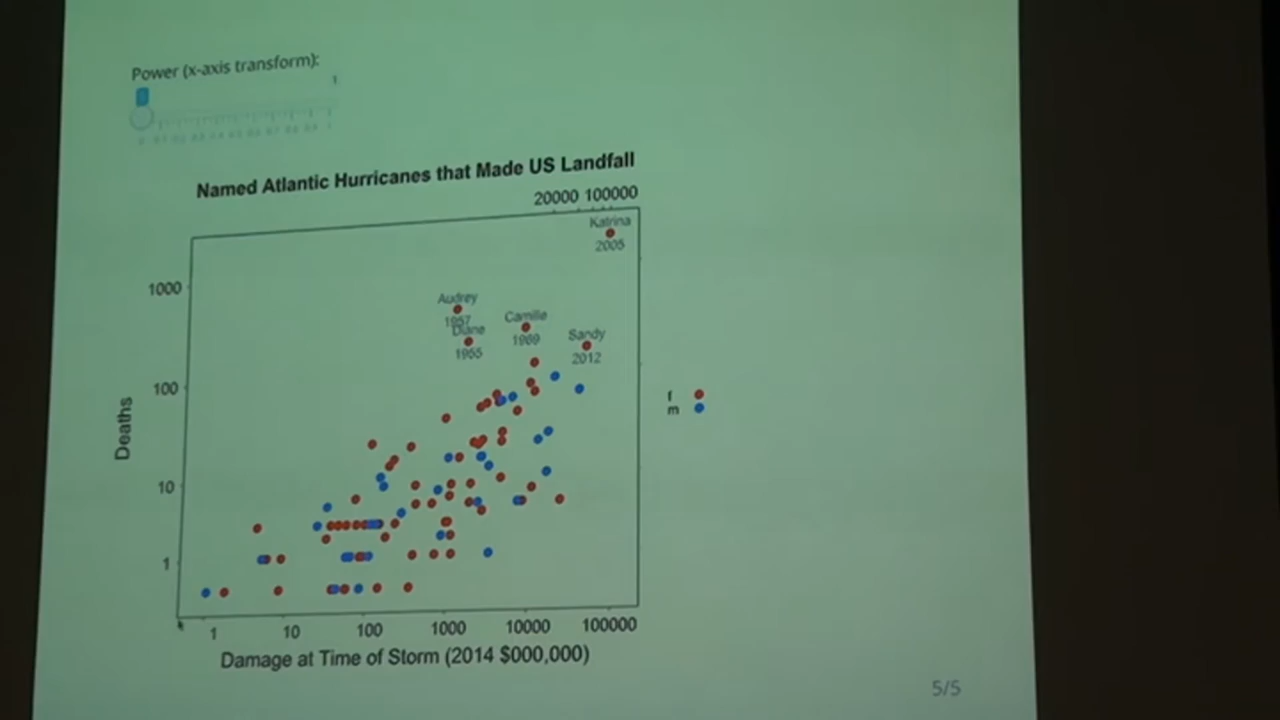 Power (x-axis transform):
1
Named Atlantic Hurricanes that Made US Landfall
20000 100000
Katrina
2005
1000
Audrey
1957
Camille
1969
Diane
1955
Sandy
2012
100
f
m
Deaths
10
1
1 10 100 1000 10000 100000
Damage at Time of Storm (2014 $000,000)
5/5